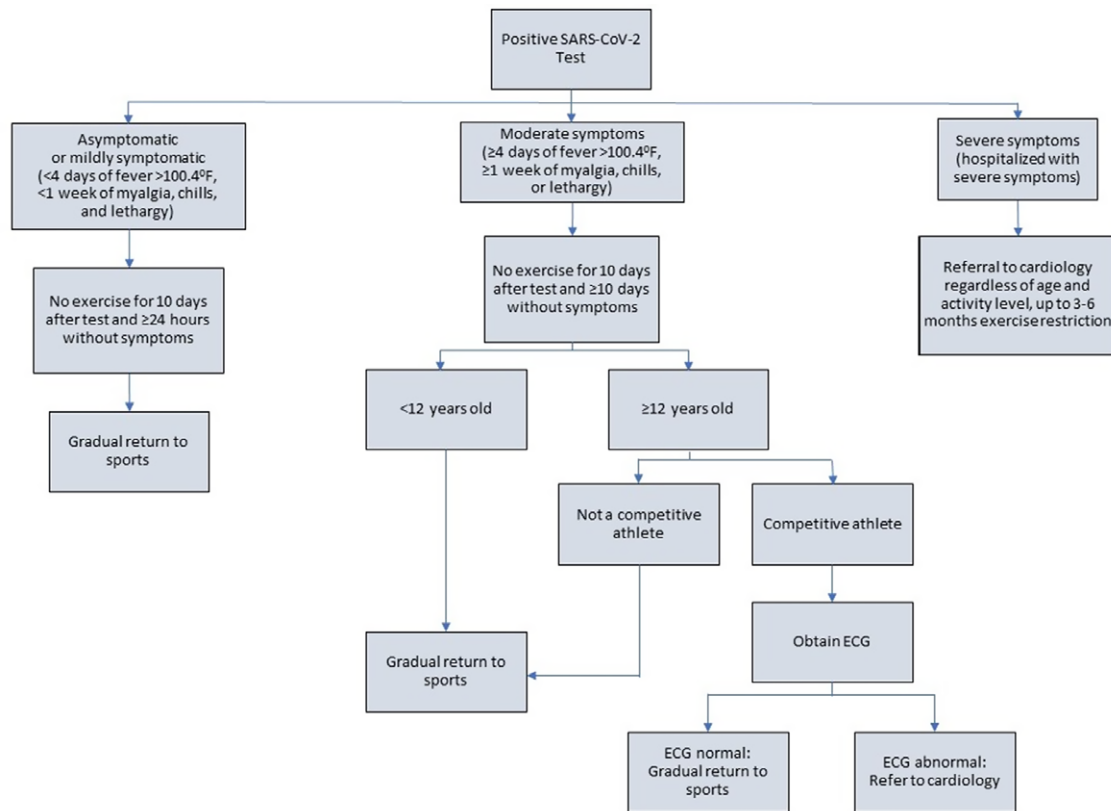 Positive SARS-CoV-2
Test
Asymptomatic
or mildly symptomatic
(<4 days of fever >100.4⁰F,
<1 week of myalgia, chills,
and lethargy)
No exercise for 10 days
after test and ≥24 hours
without symptoms
Gradual return to
sports
Moderate symptoms
(≥4 days of fever >100.4⁰F,
≥1 week of myalgia, chills,
or lethargy)
No exercise for 10 days
after test and ≥10 days
without symptoms
<12 years old
≥12 years old
Not a competitive
athlete
Competitive athlete
Gradual return to
sports
Obtain ECG
ECG normal:
Gradual return to
sports
ECG abnormal:
Refer to cardiology
Severe symptoms
(hospitalized with
severe symptoms)
Referral to cardiology
regardless of age and
activity level, up to 3-6
months exercise restriction